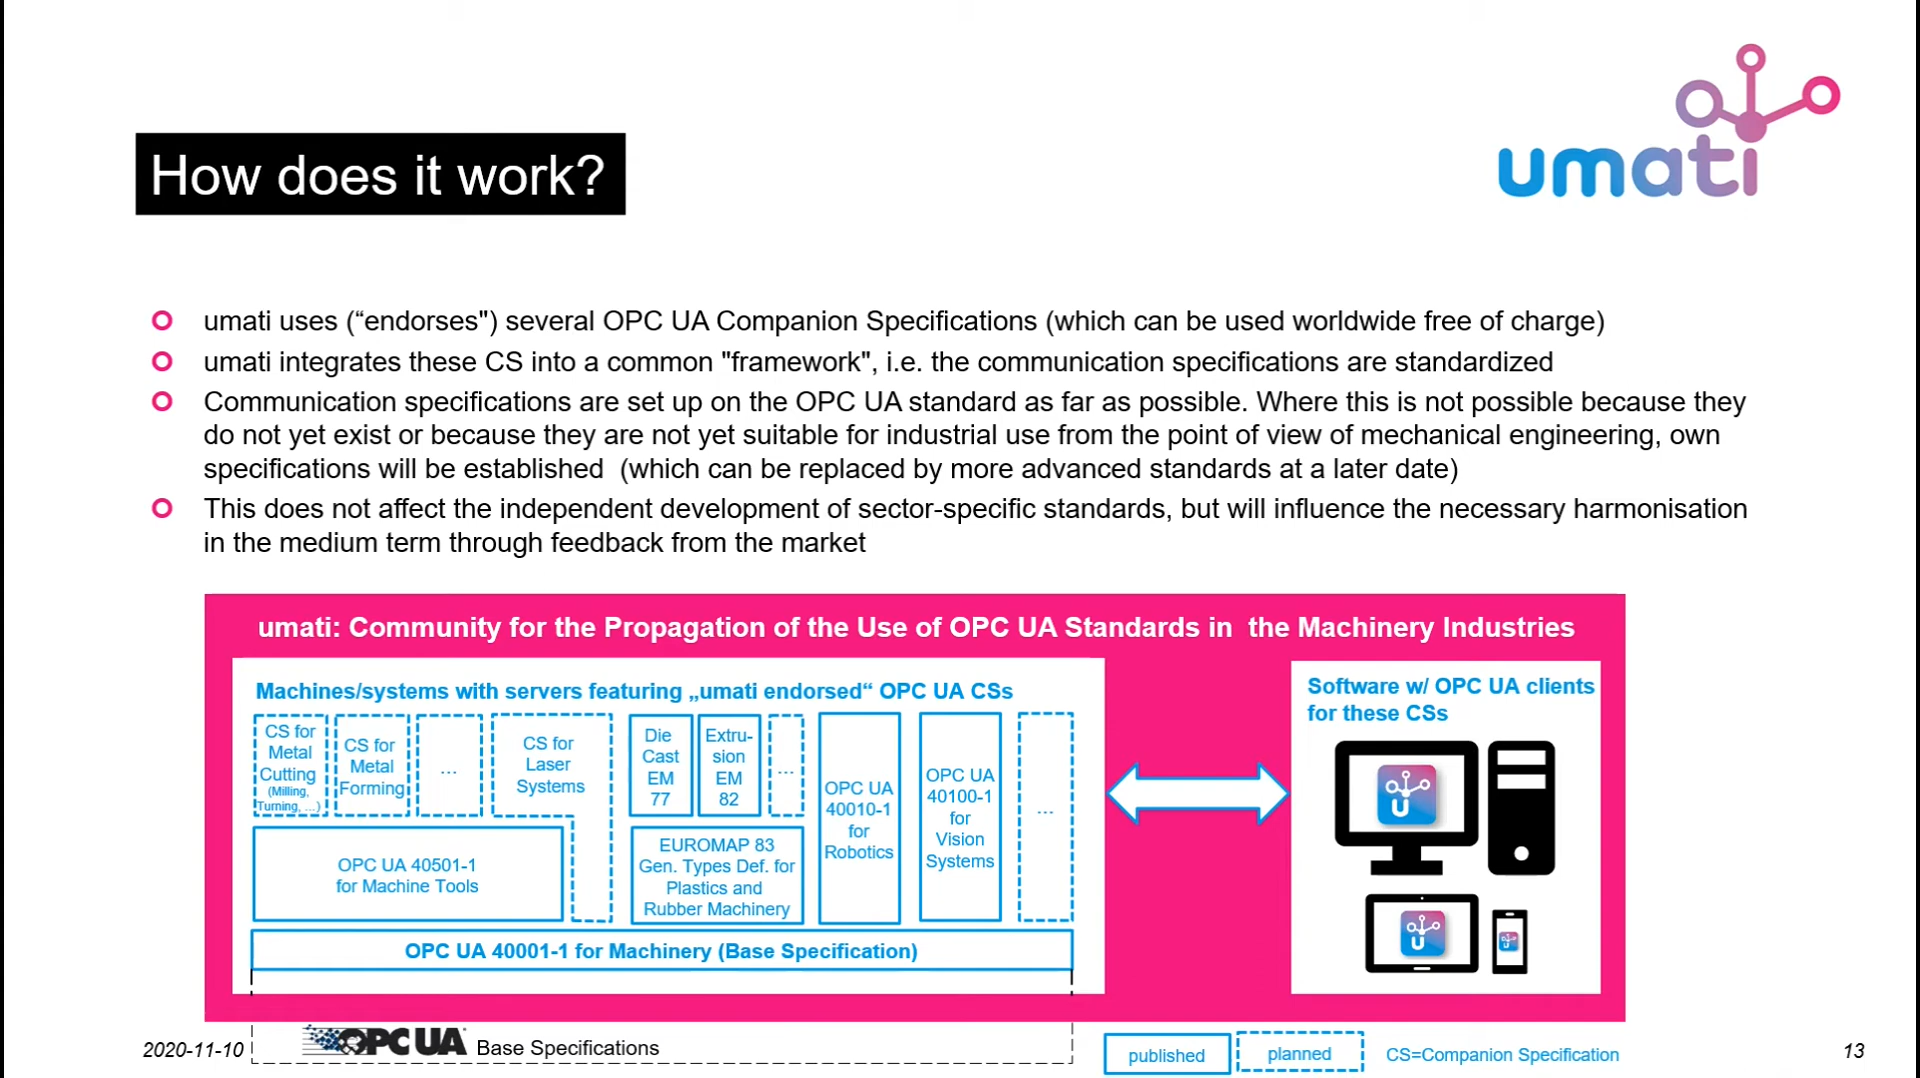 umati
How does it work?
umati uses (“endorses") several OPC UA Companion Specifications (which can be used worldwide free of charge)
umati integrates these CS into a common "framework", i.e. the communication specifications are standardized
Communication specifications are set up on the OPC UA standard as far as possible. Where this is not possible because they
do not yet exist or because they are not yet suitable for industrial use from the point of view of mechanical engineering, own
specifications will be established  (which can be replaced by more advanced standards at a later date)
This does not affect the independent development of sector-specific standards, but will influence the necessary harmonisation
in the medium term through feedback from the market
umati: Community for the Propagation of the Use of OPC UA Standards in  the Machinery Industries
Machines/systems with servers featuring „umati endorsed“ OPC UA CSs
CS for
Metal
Cutting
(Milling,
Turning, ...)
CS for
Metal
Forming
...
CS for
Laser
Systems
Die
Cast
EM
77
Extru-
sion
EM
82
...
OPC UA
40010-1
for
Robotics
OPC UA
40100-1
for
Vision
Systems
...
OPC UA 40501-1
for Machine Tools
EUROMAP 83
Gen. Types Def. for
Plastics and
Rubber Machinery
OPC UA 40001-1 for Machinery (Base Specification)
Software w/ OPC UA clients
for these CSs
u
u
u
2020-11-10
OPC UA
Base Specifications
published
planned
CS=Companion Specification
13